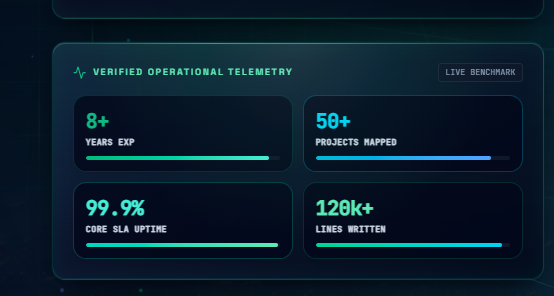 VERIFIED OPERATIONAL TELEMETRY
LIVE BENCHMARK
8+
YEARS EXP
50+
PROJECTS MAPPED
99.9%
CORE SLA UPTIME
120k+
LINES WRITTEN